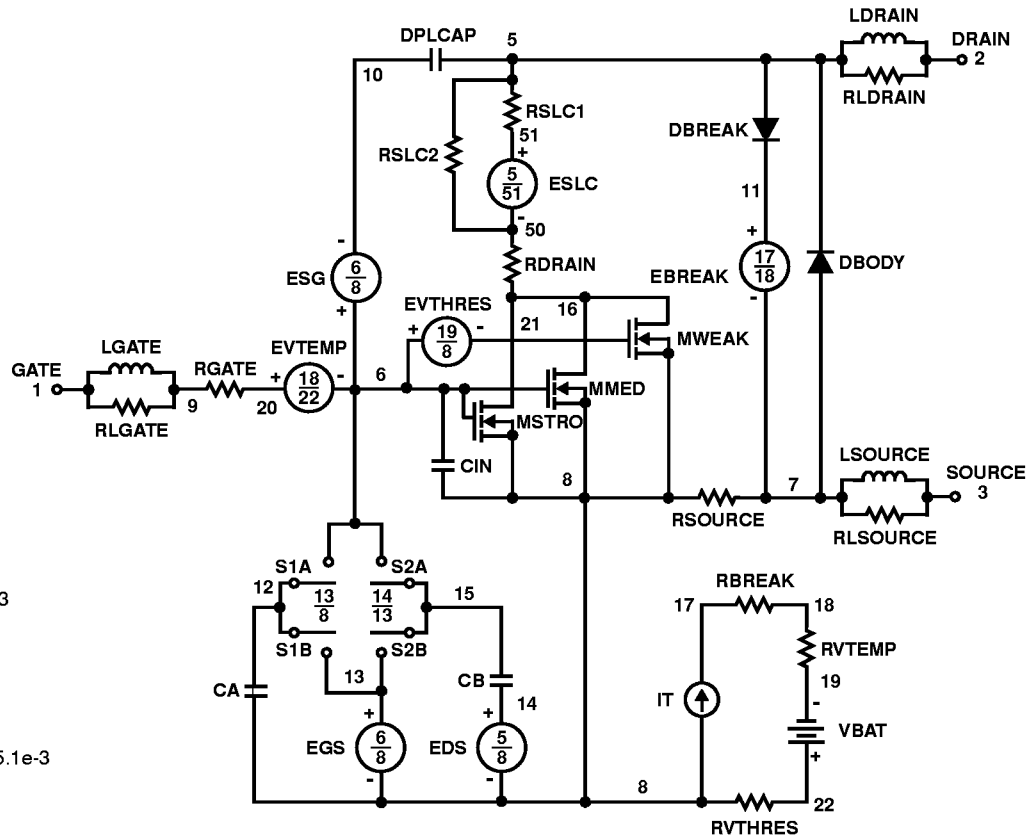 LDRAIN
DPLCAP
5
DRAIN
2
10
RLDRAIN
RSLC1
51
DBREAK
RSLC2
+
5
51
ESLC
11
-
50
-
+
RDRAIN
17
18
DBODY
ESG
6
8
EBREAK
+
-
EVTHRES
16
+
19
8
-
21
MWEAK
LGATE
EVTEMP
GATE
1
RGATE
+
18
22
-
6
MMED
9
20
RLGATE
MSTRO
LSOURCE
CIN
8
7
SOURCE
3
RSOURCE
RLSOURCE
S1A
S2A
RBREAK
12
13
8
14
13
15
17
18
3
S1B
S2B
RVTEMP
13
CB
19
CA
14
IT
-
+
+
VBAT
EGS
6
8
EDS
5
8
+
5.1e-3
-
-
8
22
RVTHRES